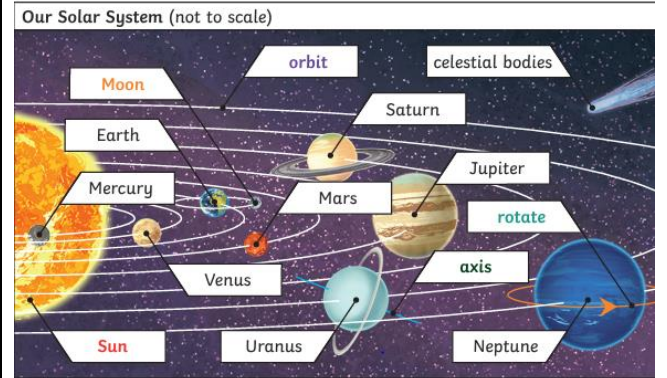 Our Solar System (not to scale)
orbit
celestial bodies
Moon
Saturn
Earth
Jupiter
Mercury
Mars
rotate
Venus
axis
Sun
Uranus
Neptune